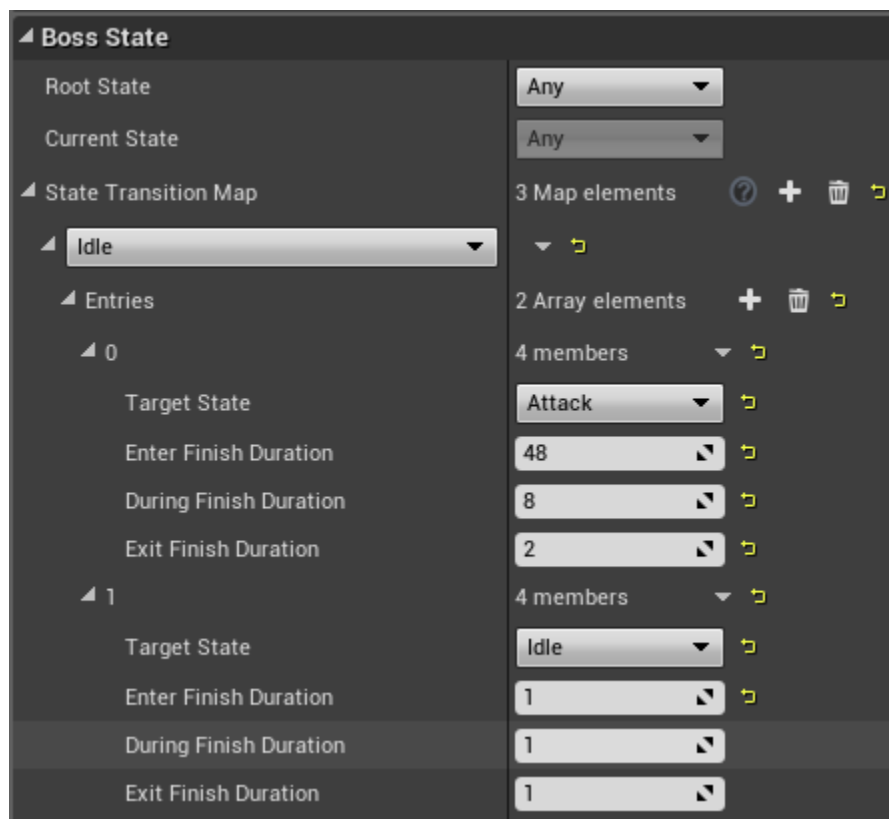 Boss State
Root State Any
Current State Any
State Transition Map 3 Map elements
Idle
Entries 2 Array elements
0 4 members
Target State Attack
Enter Finish Duration 48
During Finish Duration 8
Exit Finish Duration 2
1 4 members
Target State Idle
Enter Finish Duration 1
During Finish Duration 1
Exit Finish Duration 1